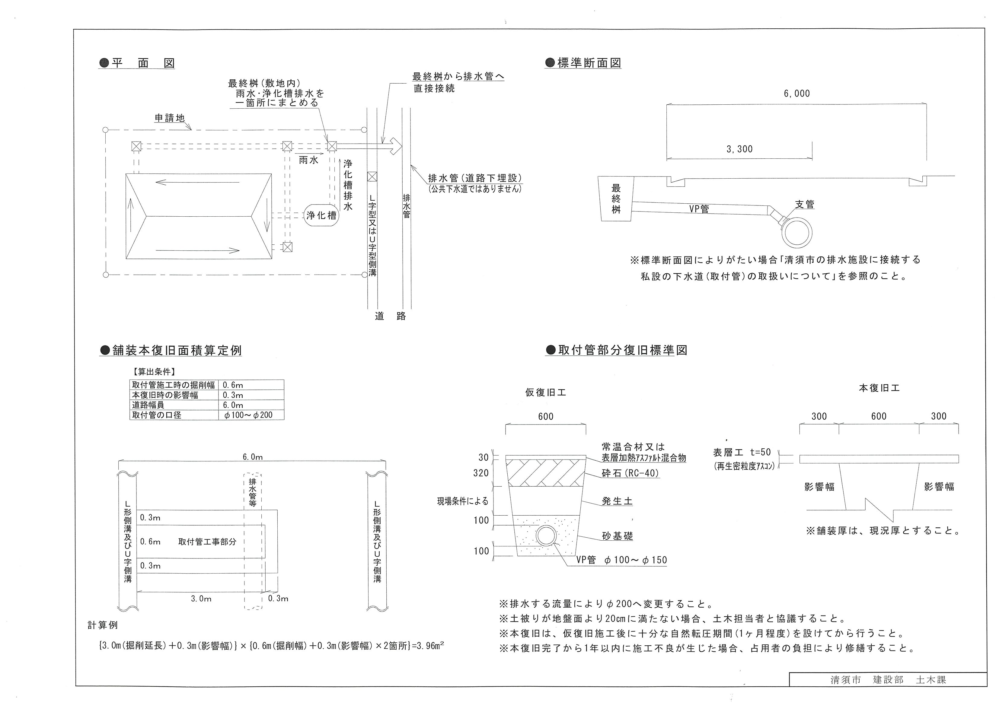 ●平　面　図
最終桝(敷地内)
雨水･浄化槽排水を
一箇所にまとめる
最終桝から排水管へ
直接接続
申請地
雨水
浄化槽排水
浄化槽
L字型又はU字型側溝
排水管
排水管(道路下埋設)
(公共下水道ではありません)
道　路
●標準断面図
6,000
3,300
最終桝
VP管
支管
※標準断面図によりがたい場合｢清須市の排水施設に接続する
私設の下水道(取付管)の取扱いについて｣を参照のこと。
●舗装本復旧面積算定例
【算出条件】
取付管施工時の掘削幅 0.6m
本復旧時の影響幅 0.3m
道路幅員 6.0m
取付管の口径 φ100～φ200
6.0m
排水管等
L形側溝及びU字側溝
0.3m
0.6m 取付管工事部分
0.3m
L形側溝及びU字側溝
3.0m
0.3m
計算例
{3.0m(掘削延長)+0.3m(影響幅)}×{0.6m(掘削幅)+0.3m(影響幅)×2箇所}=3.96m²
●取付管部分復旧標準図
仮復旧工
600
30
320
現場条件による
100
100
常温合材又は
表層加熱ｱｽﾌｧﾙﾄ混合物
砕石(RC-40)
発生土
砂基礎
VP管 φ100～φ150
本復旧工
300 600 300
表層工 t=50
(再生密粒度ｱｽｺﾝ)
影響幅 影響幅
※舗装厚は、現況厚とすること。
※排水する流量によりφ200へ変更すること。
※土被りが地盤面より20㎝に満たない場合、土木担当者と協議すること。
※本復旧は、仮復旧施工後に十分な自然転圧期間(1ヶ月程度)を設けてから行うこと。
※本復旧完了から1年以内に施工不良が生じた場合、占用者の負担により修繕すること。
清須市　建設部　土木課